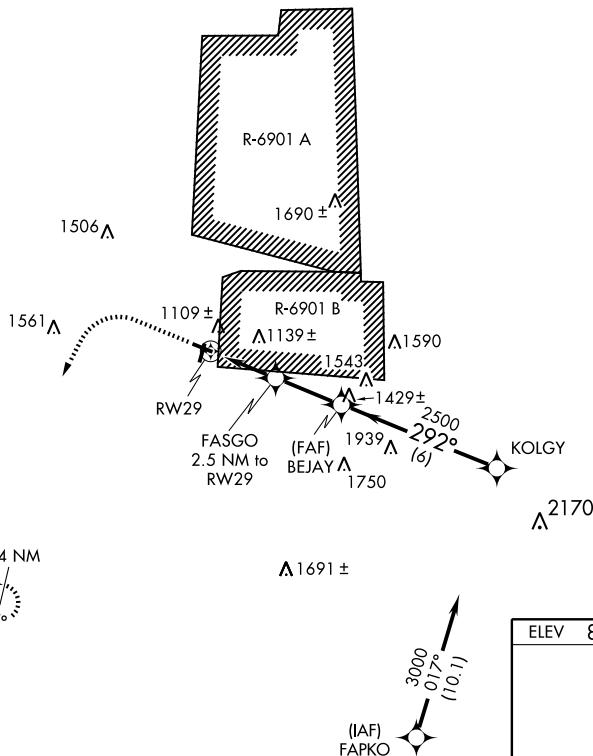 R-6901 A
1690 ±
1506
1109 ±
R-6901 B
1561
1139 ±
1590
1543
RW29
1429±
2500
FASGO
2.5 NM to
RW29
(FAF)
BEJAY
1939
292°
(6)
KOLGY
1750
2170
4 NM
1691 ±
ELEV 8
3000
017°
(10.1)
(IAF)
FAPKO